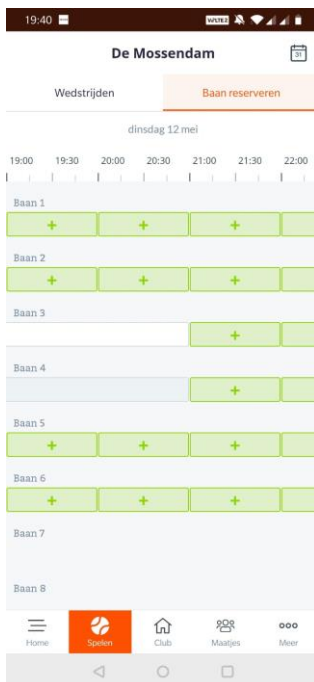 19:40
De Mossendam
31
Wedstrijden Baan reserveren
dinsdag 12 mei
19:00 19:30 20:00 20:30 21:00 21:30 22:00
Baan 1
+ + +
Baan 2
+ + +
Baan 3
+
Baan 4
+
Baan 5
+ + +
Baan 6
+ + +
Baan 7
Baan 8
Home Spelen Club Maatjes Meer